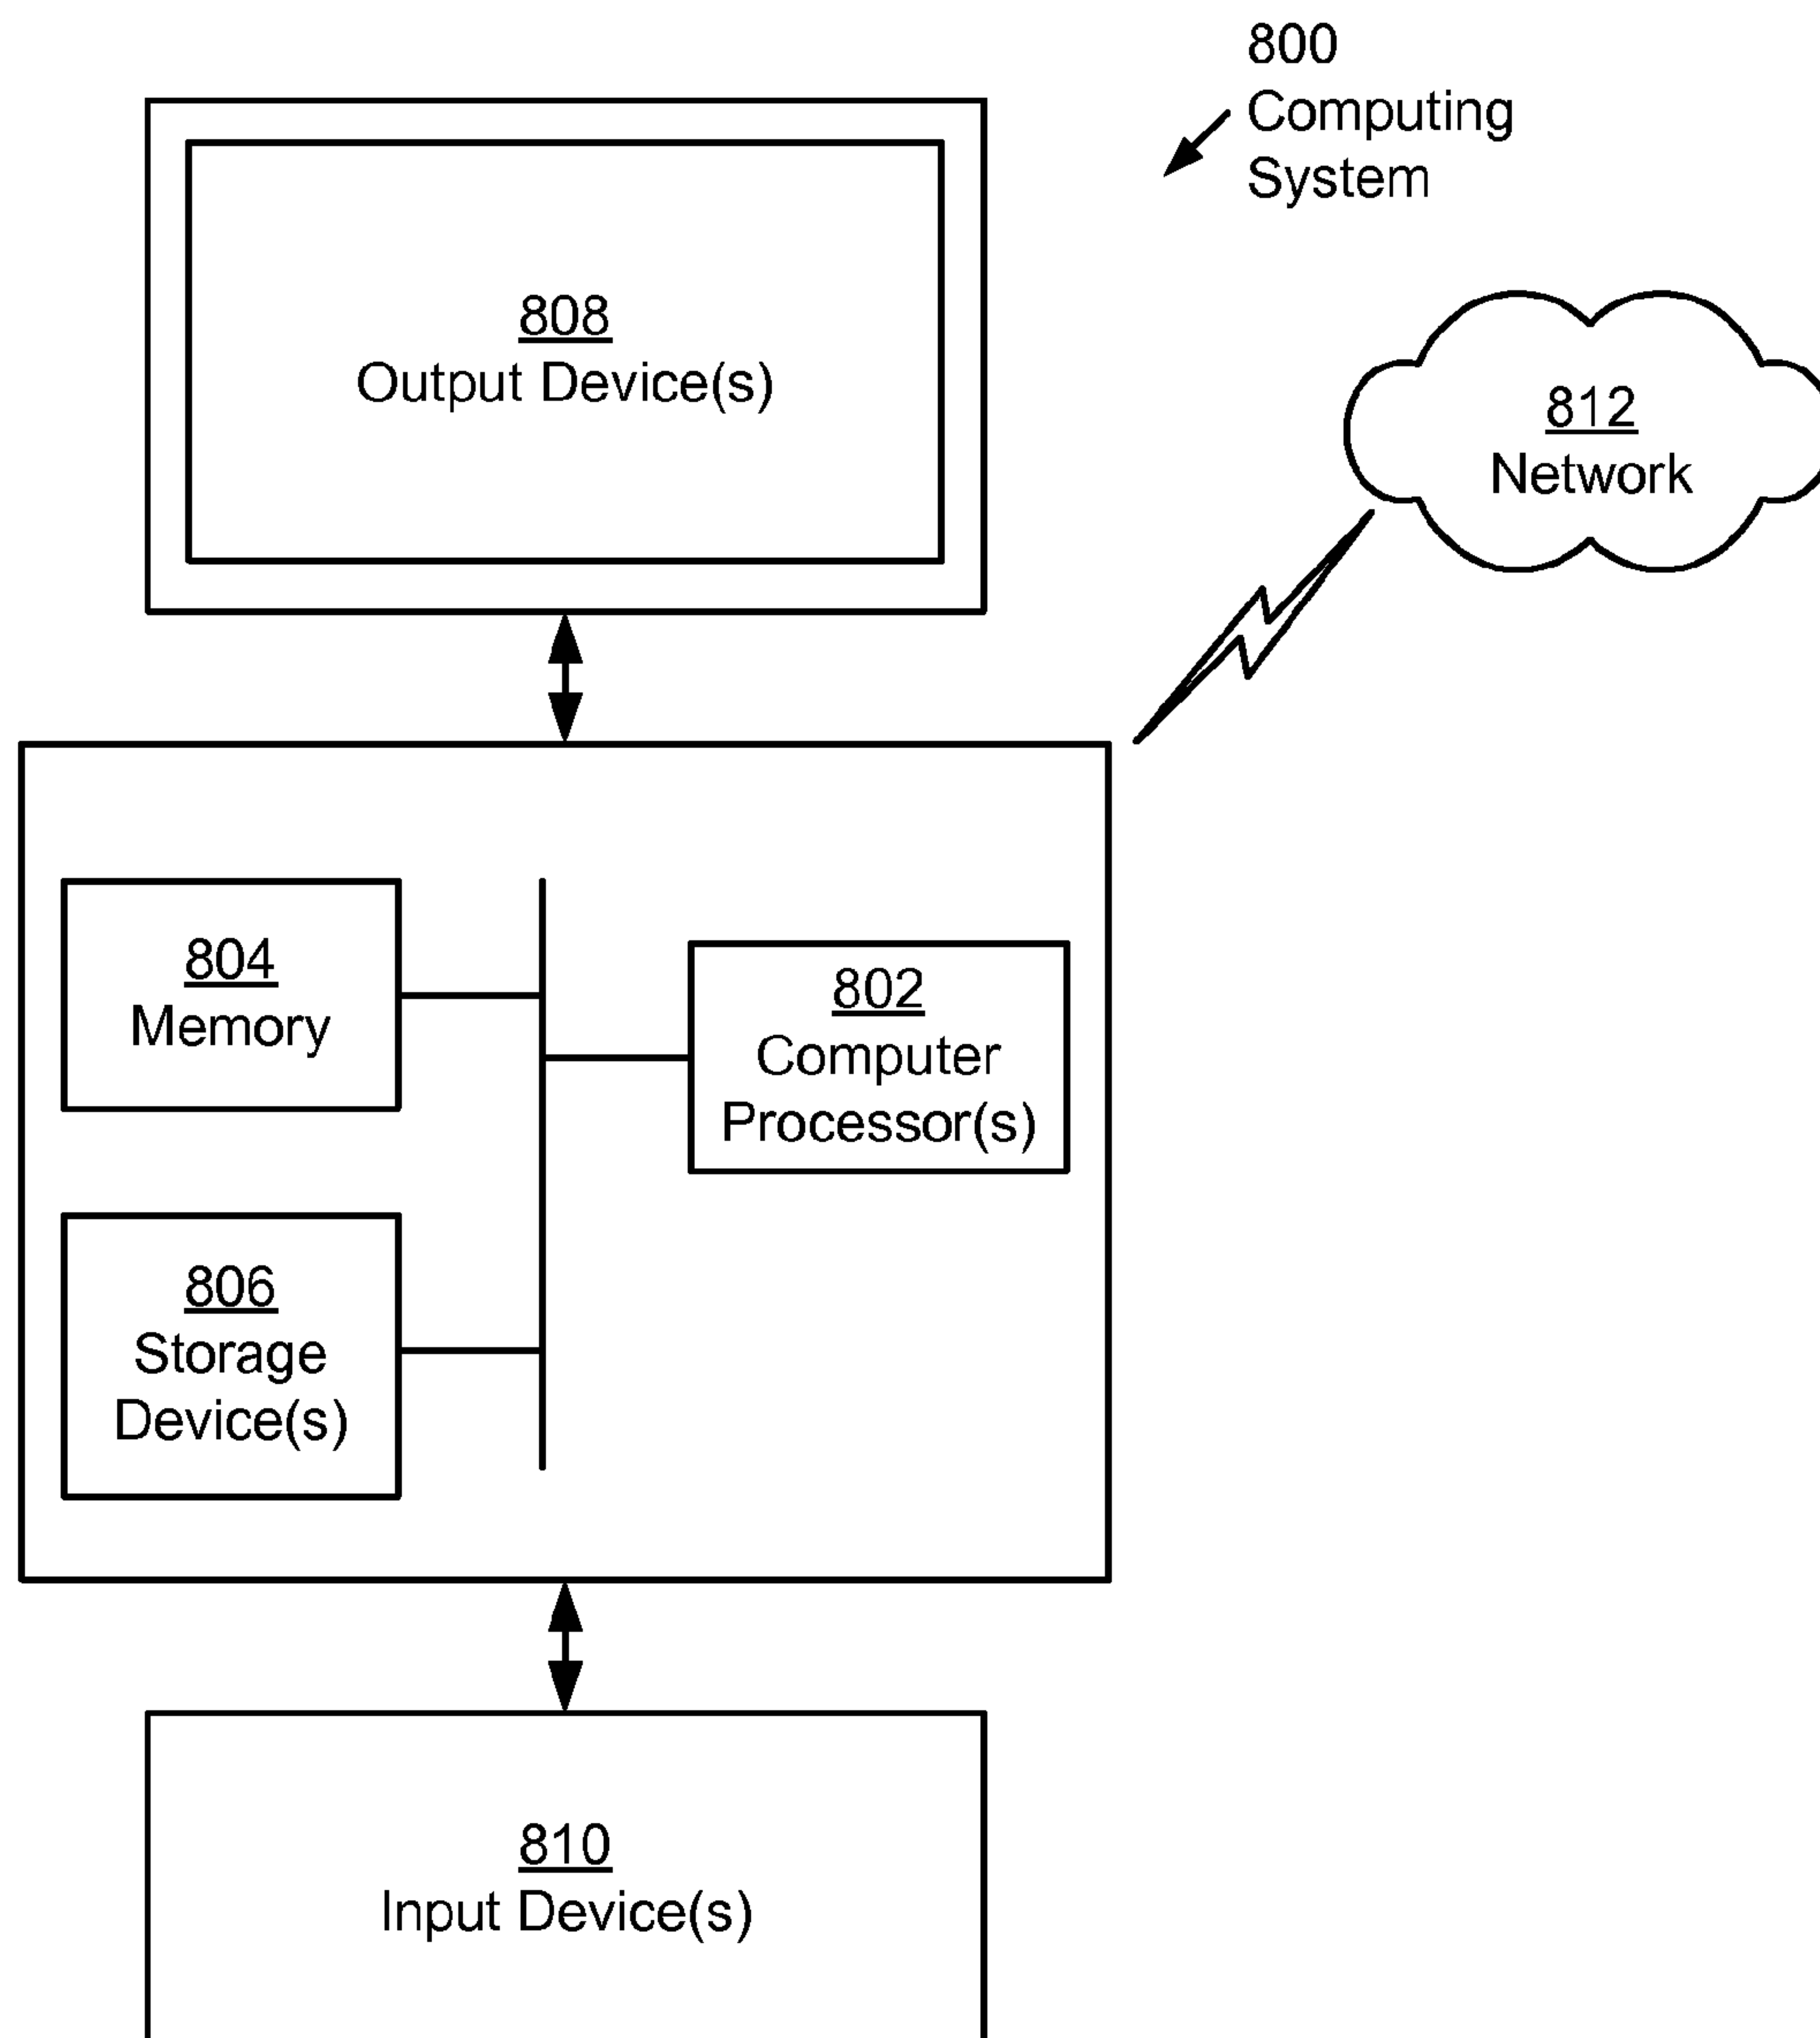 800
Computing
System
808
Output Device(s)
812
Network
804
Memory
802
Computer
Processor(s)
806
Storage
Device(s)
810
Input Device(s)